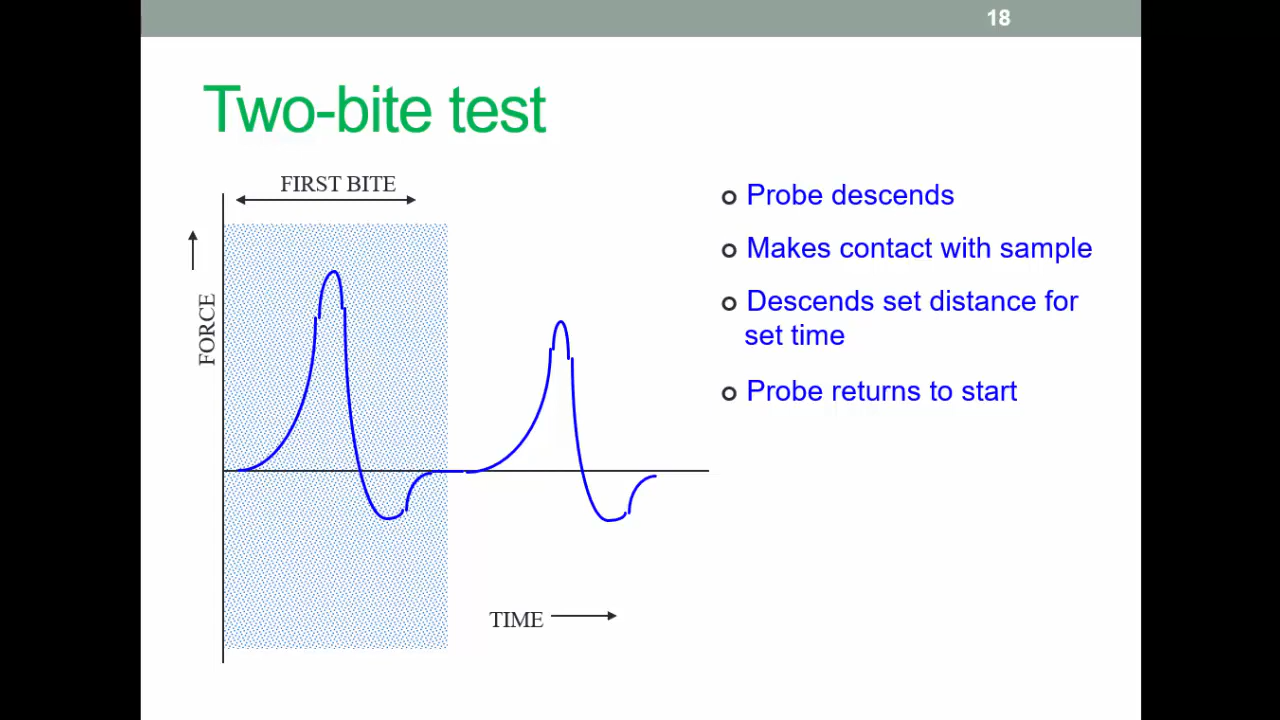 18
Two-bite test
FIRST BITE
FORCE
TIME
Probe descends
Makes contact with sample
Descends set distance for
set time
Probe returns to start